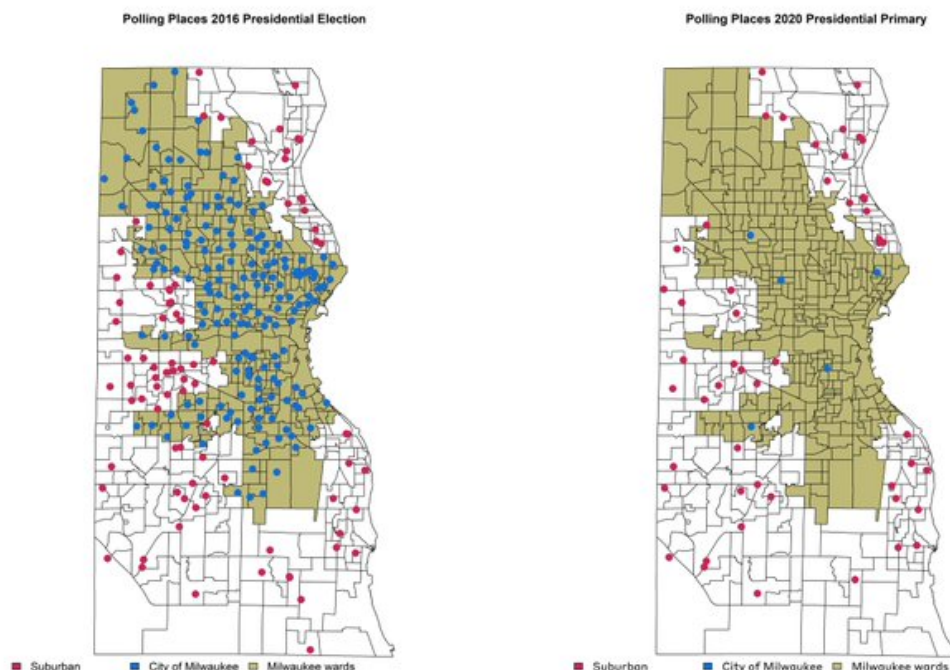 Polling Places 2016 Presidential Election
Polling Places 2020 Presidential Primary
Suburban City of Milwaukee Milwaukee wards
Suburban City of Milwaukee Milwaukee wards